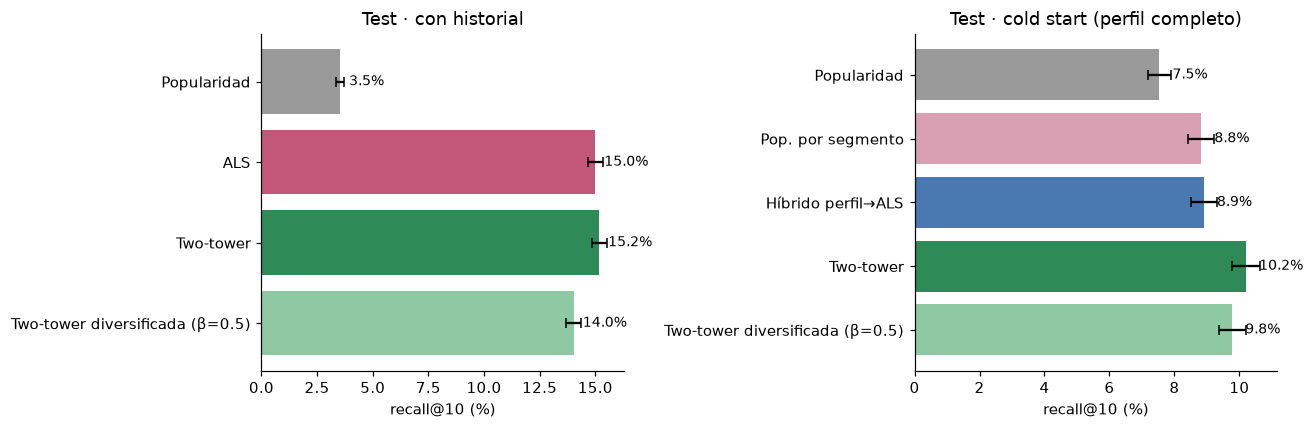 Test · con historial
Popularidad
3.5%
ALS
15.0%
Two-tower
15.2%
Two-tower diversificada (β=0.5)
14.0%
0.0 2.5 5.0 7.5 10.0 12.5 15.0
recall@10 (%)
Test · cold start (perfil completo)
Popularidad
7.5%
Pop. por segmento
8.8%
Híbrido perfil→ALS
8.9%
Two-tower
10.2%
Two-tower diversificada (β=0.5)
9.8%
0 2 4 6 8 10
recall@10 (%)